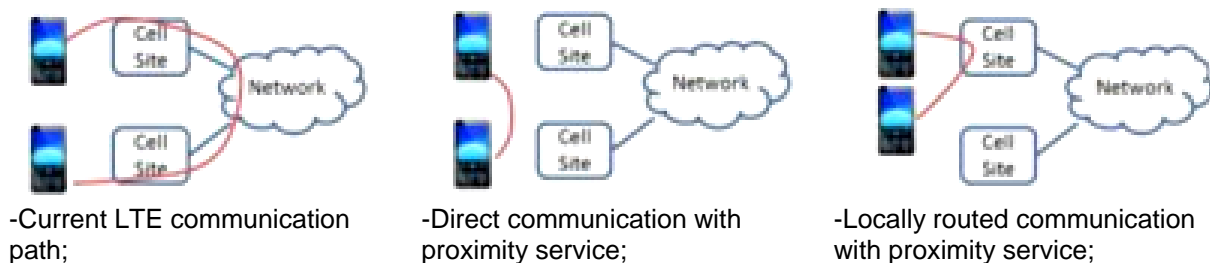 Cell
Site
Network
Cell
Site
-Current LTE communication
path;
Cell
Site
Network
Cell
Site
-Direct communication with
proximity service;
Cell
Site
Network
Cell
Site
-Locally routed communication
with proximity service;